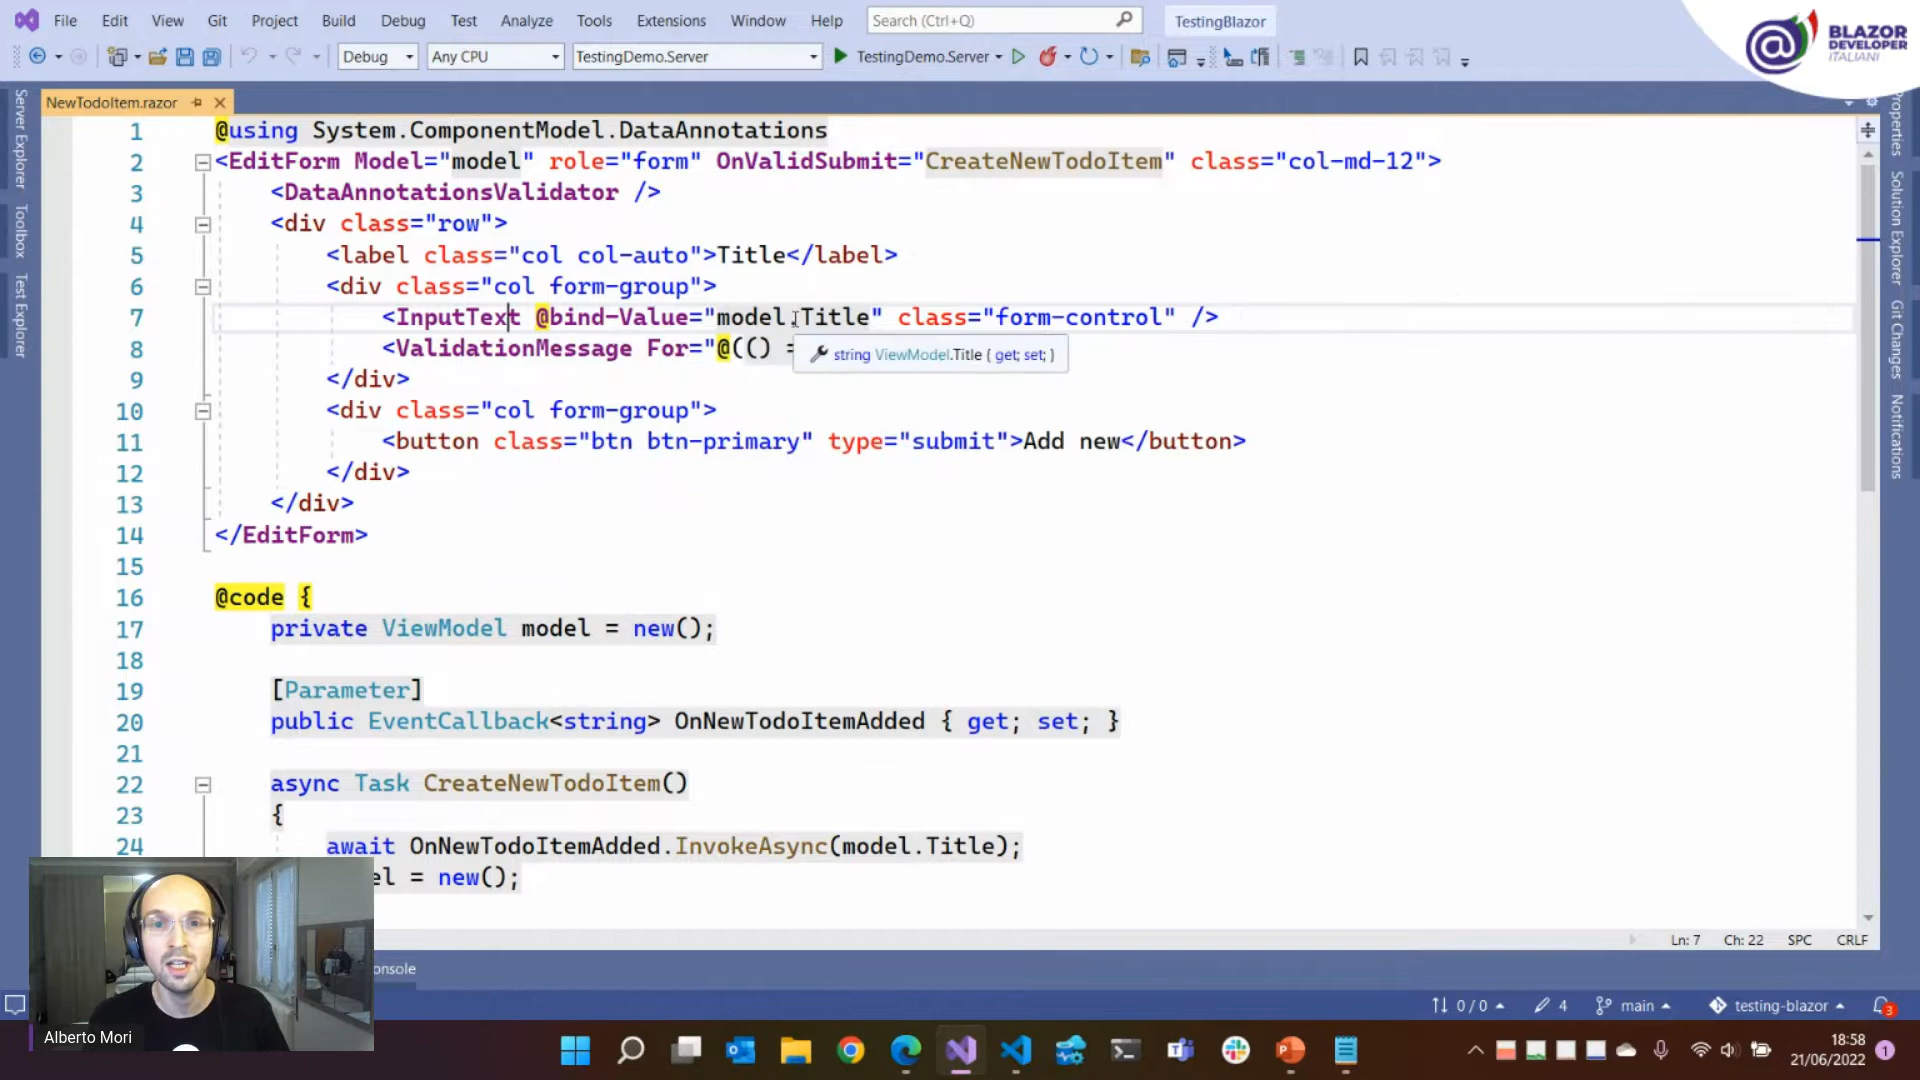 File Edit View Git Project Build Debug Test Analyze Tools Extensions Window Help Search (Ctrl+Q) TestingBlazor
BLAZOR
DEVELOPER
ITALIANI
Debug Any CPU TestingDemo.Server TestingDemo.Server
NewTodoItem.razor
Server Explorer
Toolbox
Test Explorer
1 @using System.ComponentModel.DataAnnotations
2 <EditForm Model="model" role="form" OnValidSubmit="CreateNewTodoItem" class="col-md-12">
3 <DataAnnotationsValidator />
4 <div class="row">
5 <label class="col col-auto">Title</label>
6 <div class="col form-group">
7 <InputText @bind-Value="model.Title" class="form-control" />
8 <ValidationMessage For="@(()
string ViewModel.Title { get; set; }
9 </div>
10 <div class="col form-group">
11 <button class="btn btn-primary" type="submit">Add new</button>
12 </div>
13 </div>
14 </EditForm>
15
16 @code {
17 private ViewModel model = new();
18
19 [Parameter]
20 public EventCallback<string> OnNewTodoItemAdded { get; set; }
21
22 async Task CreateNewTodoItem()
23 {
24 await OnNewTodoItemAdded.InvokeAsync(model.Title);
el = new();
Properties
Solution Explorer
Git Changes
Notifications
Ln: 7 Ch: 22 SPC CRLF
onsole
0 / 0 4 main testing-blazor 3
Alberto Mori
18:58
21/06/2022 1